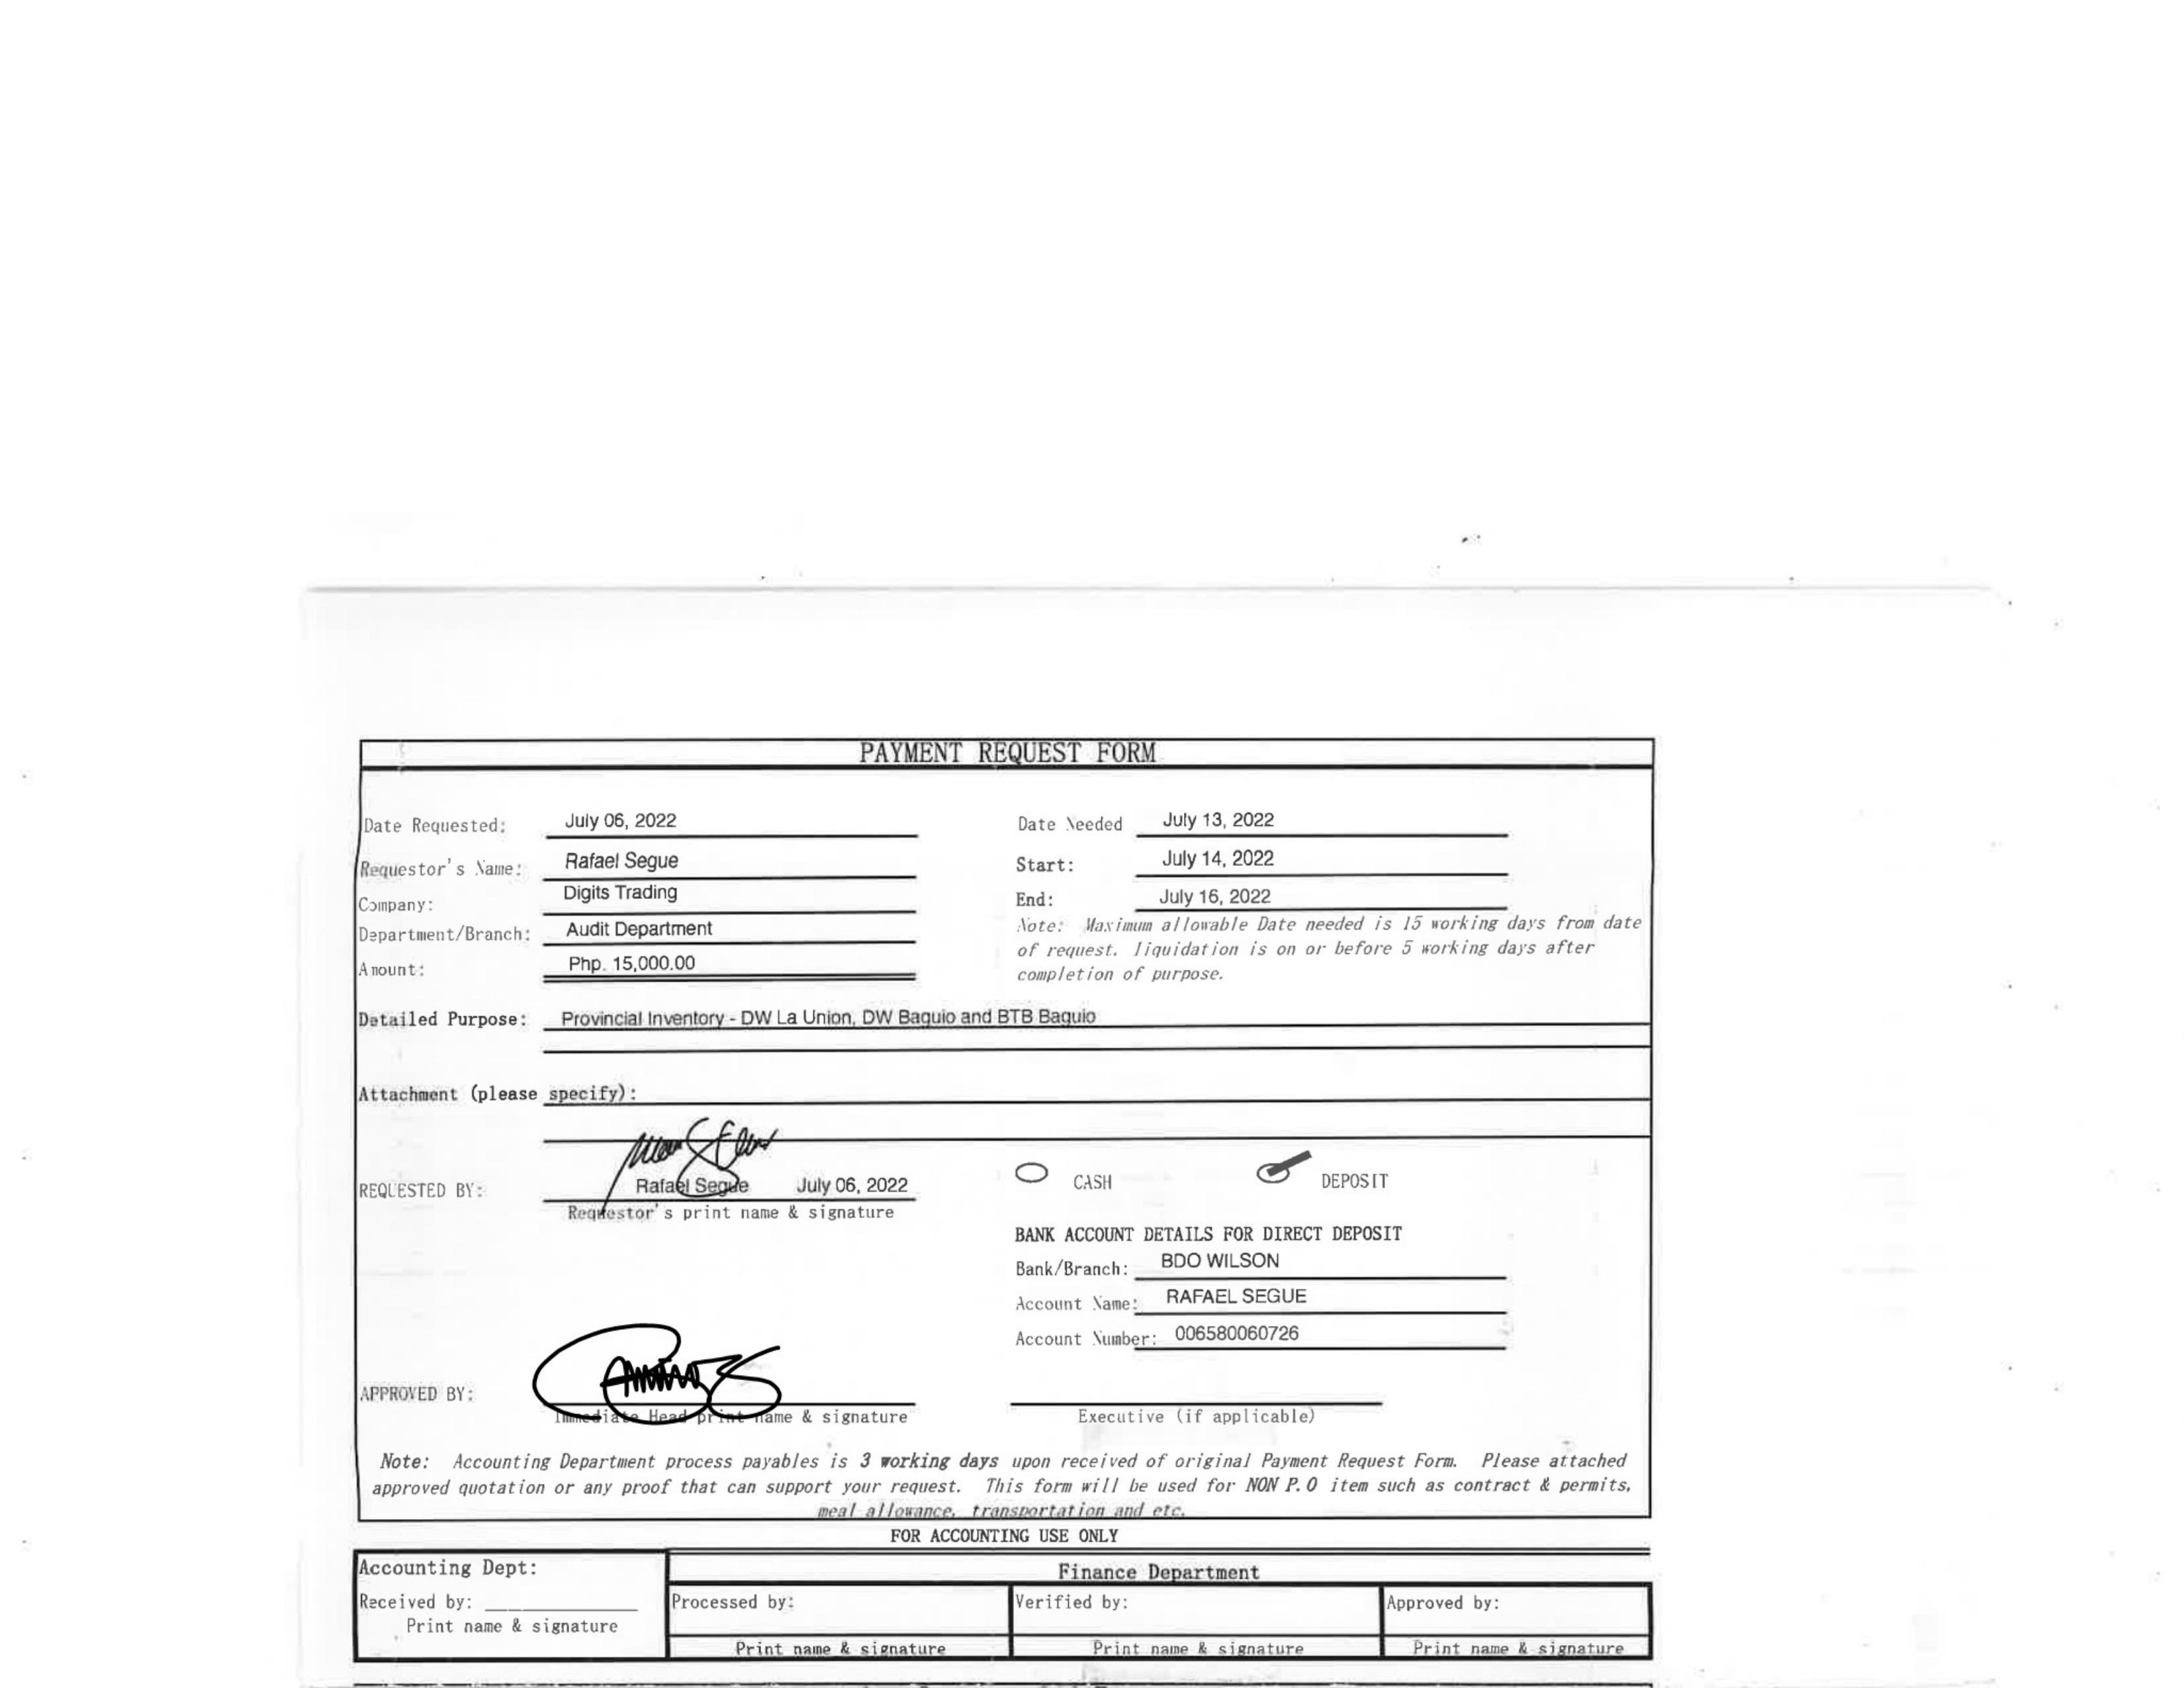 PAYMENT REQUEST FORM
Date Requested: July 06, 2022 Date Needed July 13, 2022
Requestor's Name: Rafael Segue Start: July 14, 2022
Company: Digits Trading End: July 16, 2022
Department/Branch: Audit Department
Amount: Php. 15,000.00
Note: Maximum allowable Date needed is 15 working days from date
of request. liquidation is on or before 5 working days after
completion of purpose.
Detailed Purpose: Provincial Inventory - DW La Union, DW Baguio and BTB Baguio
Attachment (please specify):
REQUESTED BY: Rafael Segue July 06, 2022
Requestor's print name & signature
CASH DEPOSIT
BANK ACCOUNT DETAILS FOR DIRECT DEPOSIT
Bank/Branch: BDO WILSON
Account Name: RAFAEL SEGUE
Account Number: 006580060726
APPROVED BY:
Immediate Head print name & signature Executive (if applicable)
Note: Accounting Department process payables is 3 working days upon received of original Payment Request Form. Please attached
approved quotation or any proof that can support your request. This form will be used for NON P.O item such as contract & permits,
meal allowance, transportation and etc.
FOR ACCOUNTING USE ONLY
Accounting Dept: Finance Department
Received by: Processed by: Verified by: Approved by:
Print name & signature
Print name & signature Print name & signature Print name & signature